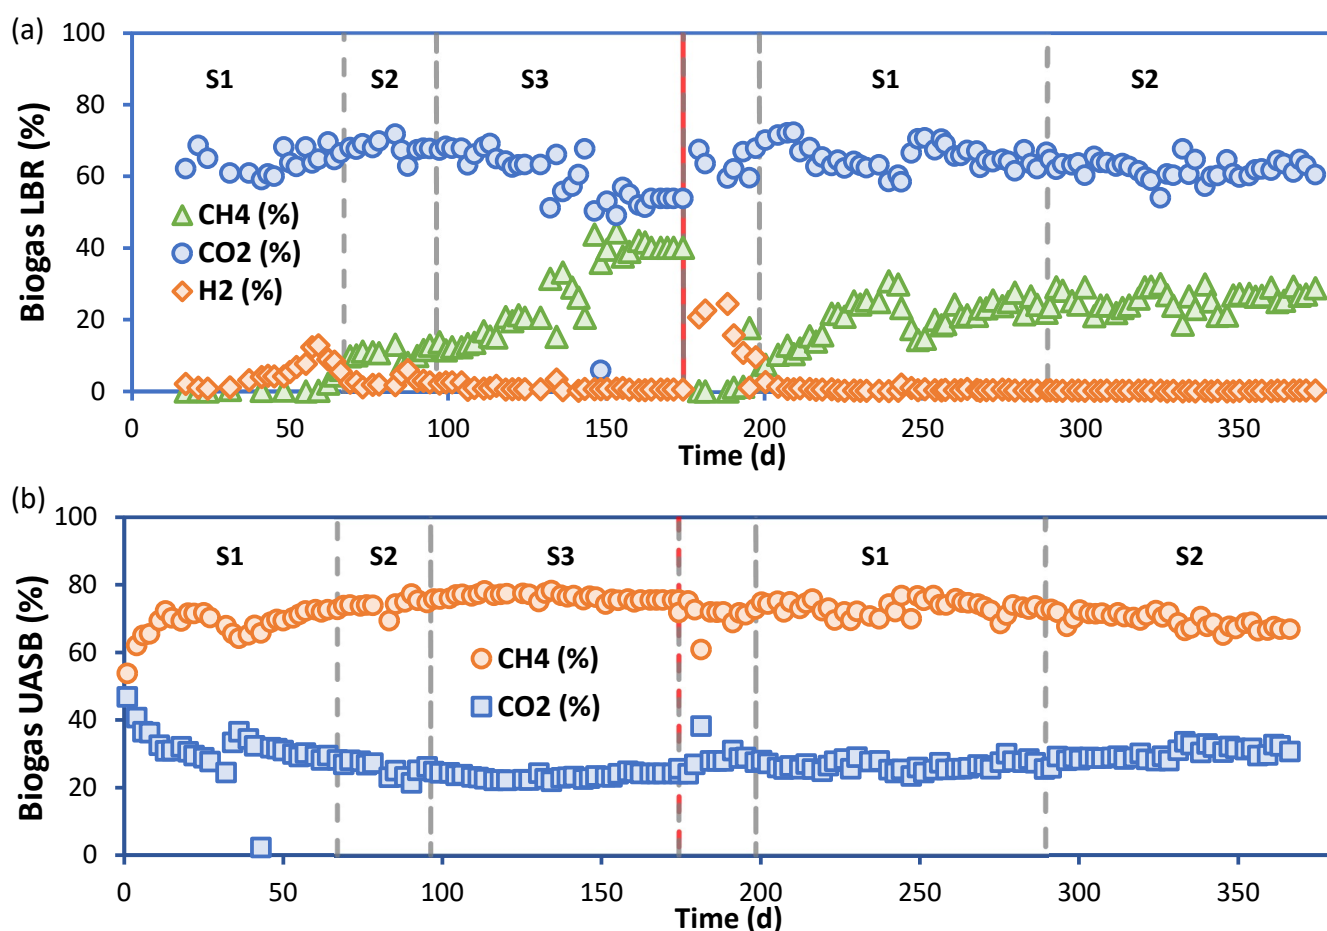 (a)
Biogas LBR (%)
100
80
60
40
20
0
S1 S2 S3 S1 S2
CH4 (%)
CO2 (%)
H2 (%)
0 50 100 150 200 250 300 350
Time (d)
(b)
Biogas UASB (%)
100
80
60
40
20
0
S1 S2 S3 S1 S2
CH4 (%)
CO2 (%)
0 50 100 150 200 250 300 350
Time (d)